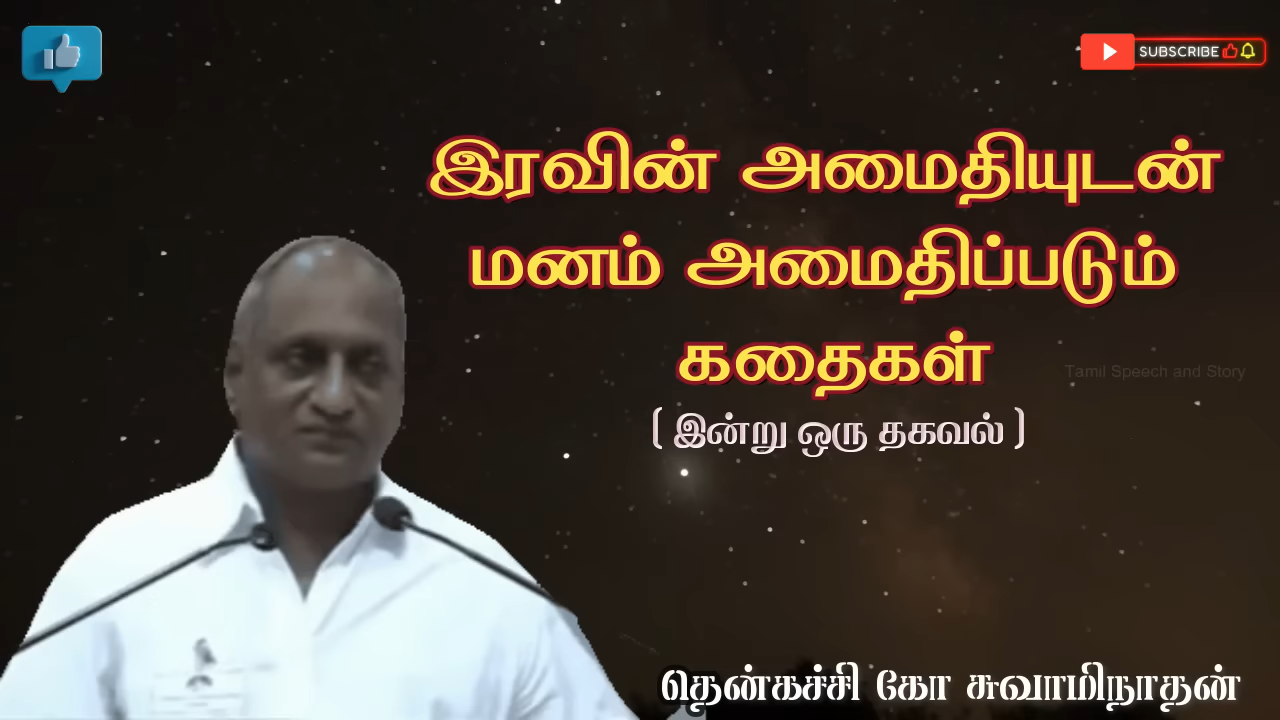 SUBSCRIBE
இரவின் அமைதியுடன்
மனம் அமைதிப்படும்
கதைகள்
Tamil Speech and Story
( இன்று ஒரு தகவல் )
தென்கச்சி கோ சுவாமிநாதன்